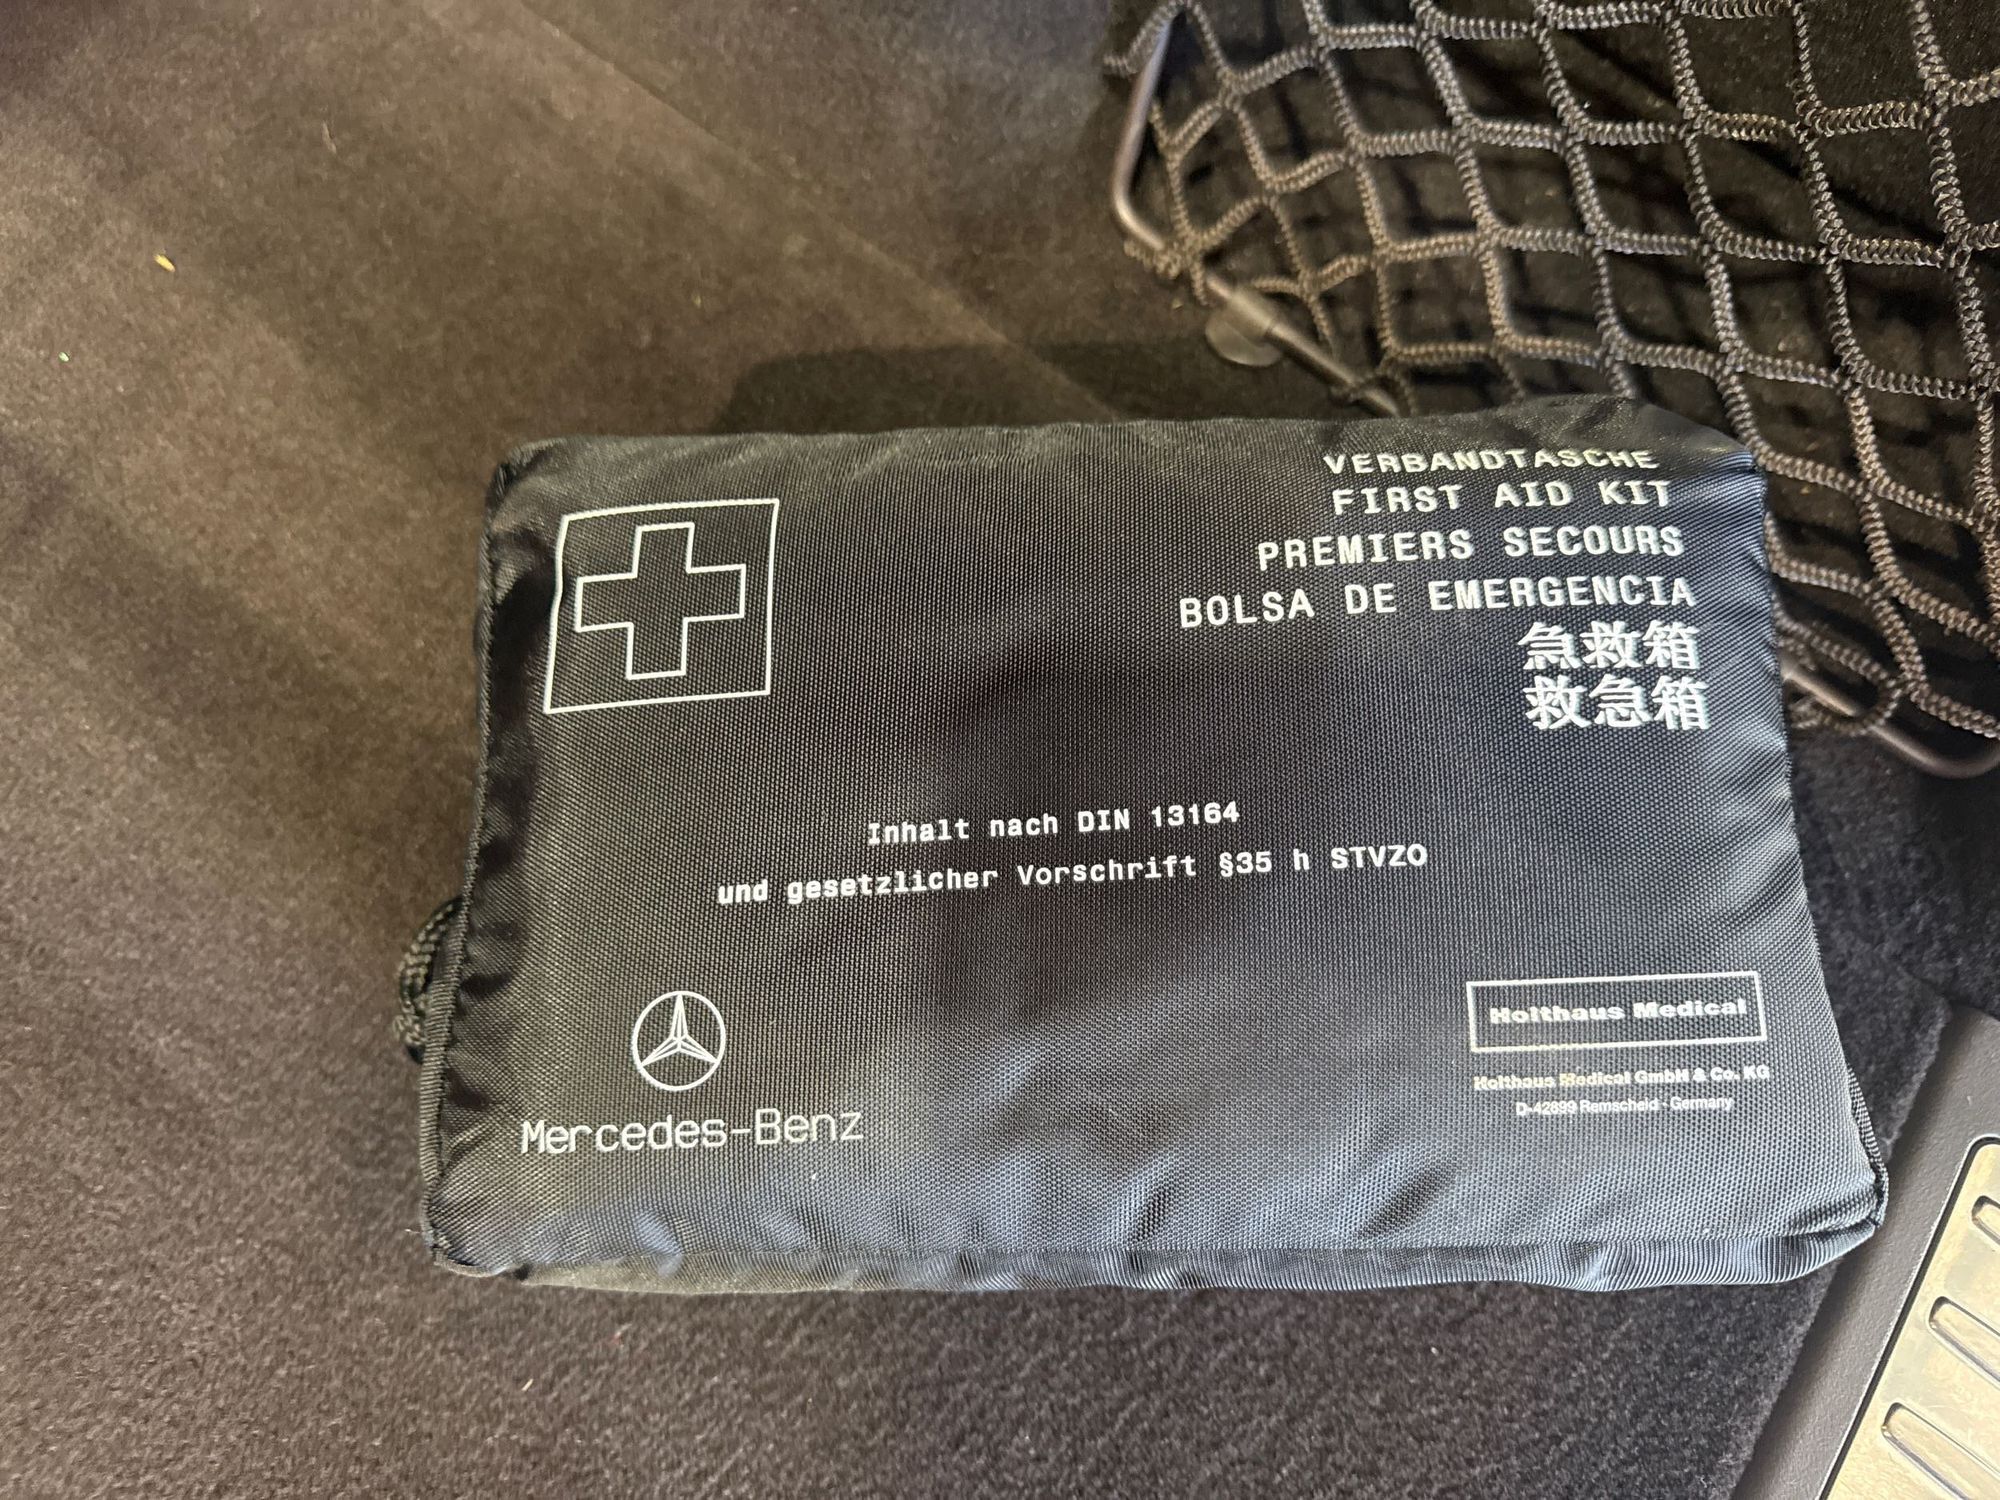 VERBANDTASCHE
FIRST AID KIT
PREMIERS SECOURS
BOLSA DE EMERGENCIA
急救箱
救急箱
Inhalt nach DIN 13164
und gesetzlicher Vorschrift §35 h STVZO
Mercedes-Benz
Holthaus Medical
Holthaus Medical GmbH & Co. KG
D-42899 Remscheid · Germany